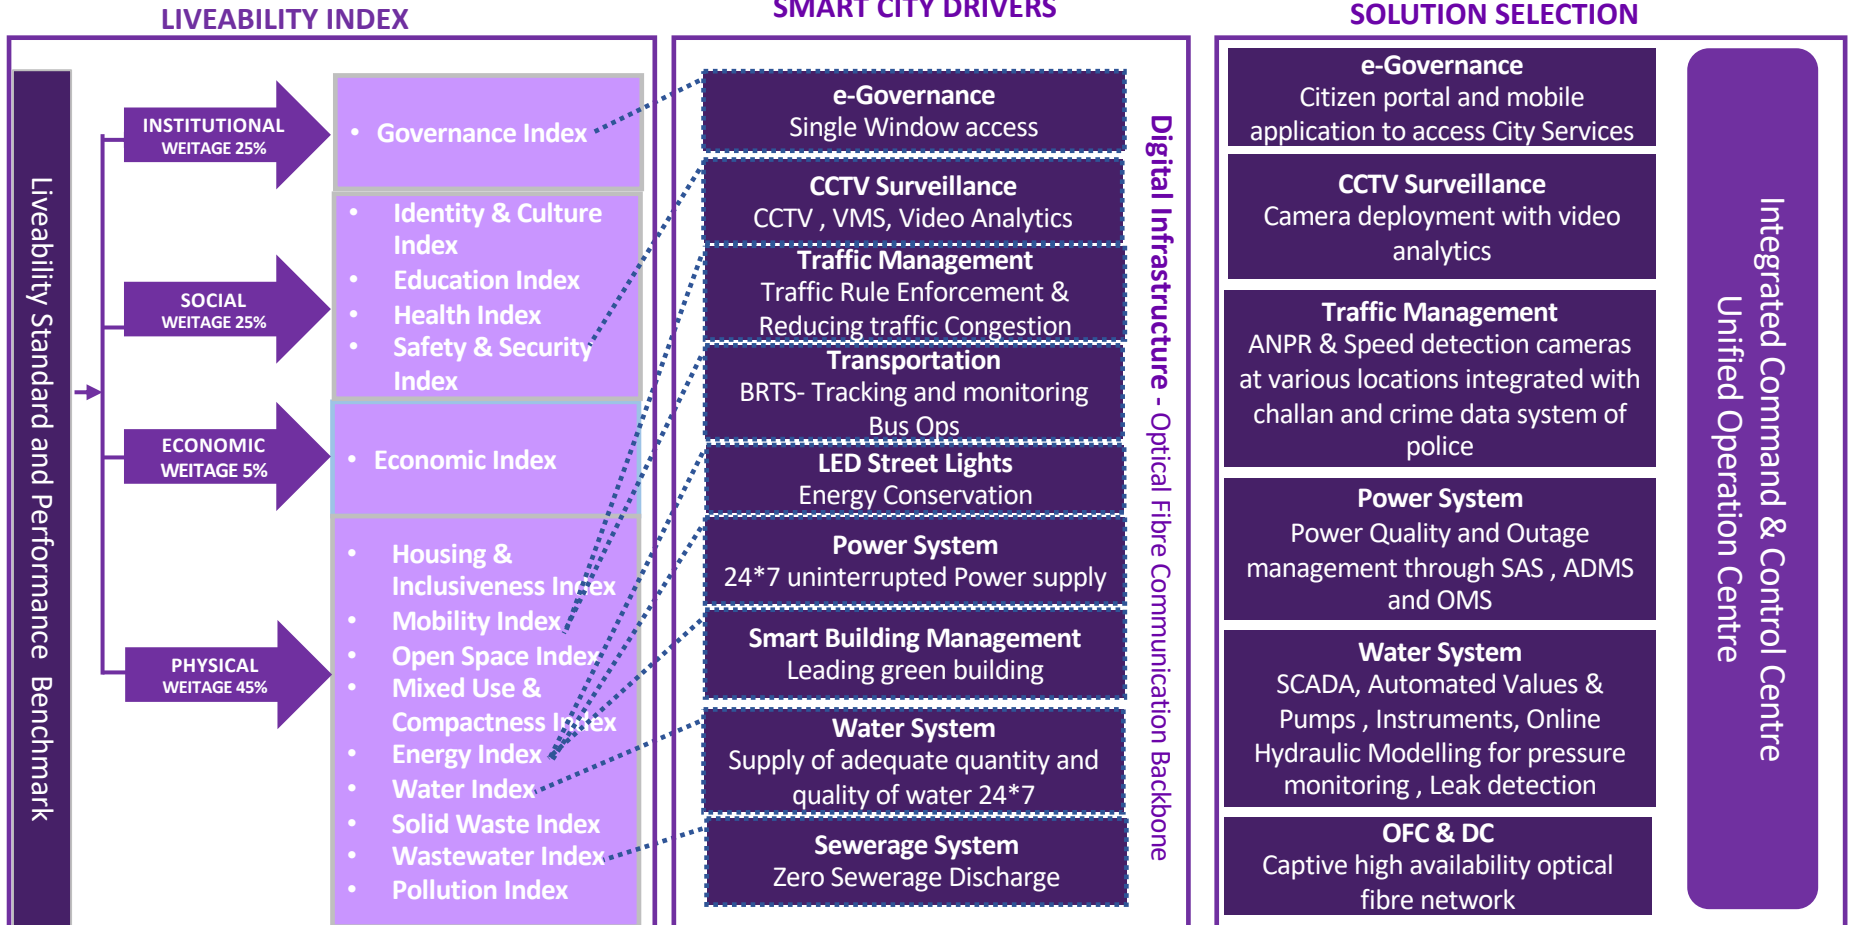 LIVEABILITY INDEX
SMART CITY DRIVERS
SOLUTION SELECTION
Liveability Standard and Performance Benchmark
INSTITUTIONAL
WEITAGE 25%
SOCIAL
WEITAGE 25%
ECONOMIC
WEITAGE 5%
PHYSICAL
WEITAGE 45%
• Governance Index
• Identity & Culture
Index
• Education Index
• Health Index
• Safety & Security
Index
• Economic Index
• Housing &
Inclusiveness Index
• Mobility Index
• Open Space Index
• Mixed Use &
Compactness Index
• Energy Index
• Water Index
• Solid Waste Index
• Wastewater Index
• Pollution Index
e-Governance
Single Window access
CCTV Surveillance
CCTV , VMS, Video Analytics
Traffic Management
Traffic Rule Enforcement &
Reducing traffic Congestion
Transportation
BRTS- Tracking and monitoring
Bus Ops
LED Street Lights
Energy Conservation
Power System
24*7 uninterrupted Power supply
Smart Building Management
Leading green building
Water System
Supply of adequate quantity and
quality of water 24*7
Sewerage System
Zero Sewerage Discharge
Digital Infrastructure - Optical Fibre Communication Backbone
e-Governance
Citizen portal and mobile
application to access City Services
CCTV Surveillance
Camera deployment with video
analytics
Traffic Management
ANPR & Speed detection cameras
at various locations integrated with
challan and crime data system of
police
Power System
Power Quality and Outage
management through SAS , ADMS
and OMS
Water System
SCADA, Automated Values &
Pumps , Instruments, Online
Hydraulic Modelling for pressure
monitoring , Leak detection
OFC & DC
Captive high availability optical
fibre network
Integrated Command & Control Centre
Unified Operation Centre